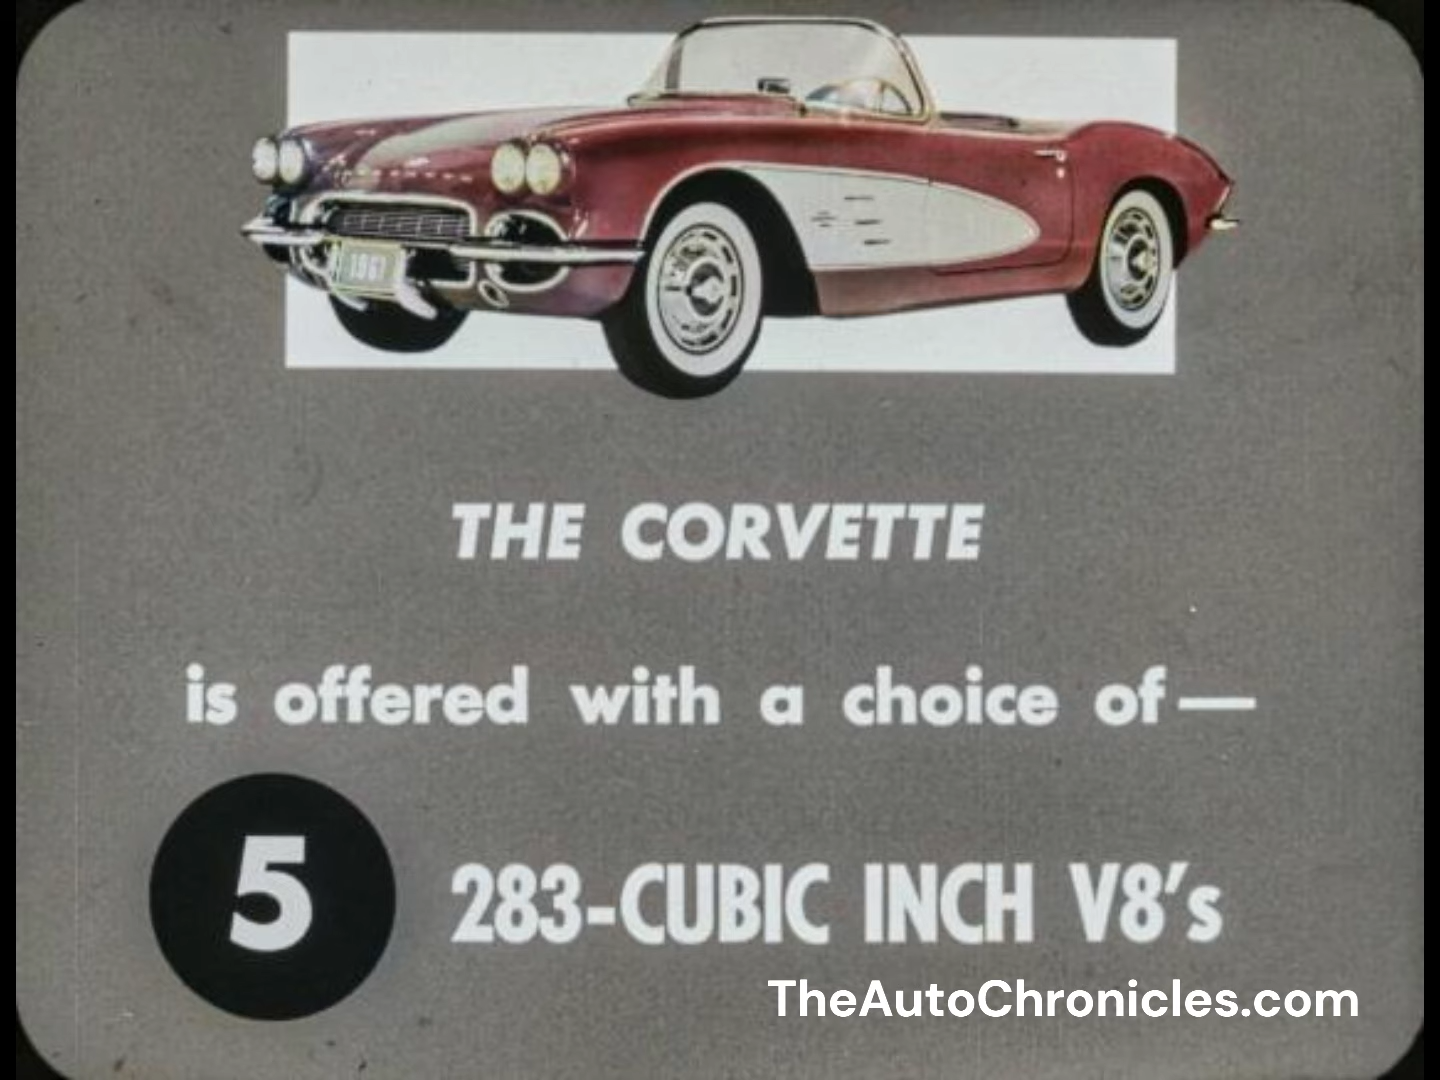 THE CORVETTE
is offered with a choice of—
5 283-CUBIC INCH V8's
TheAutoChronicles.com